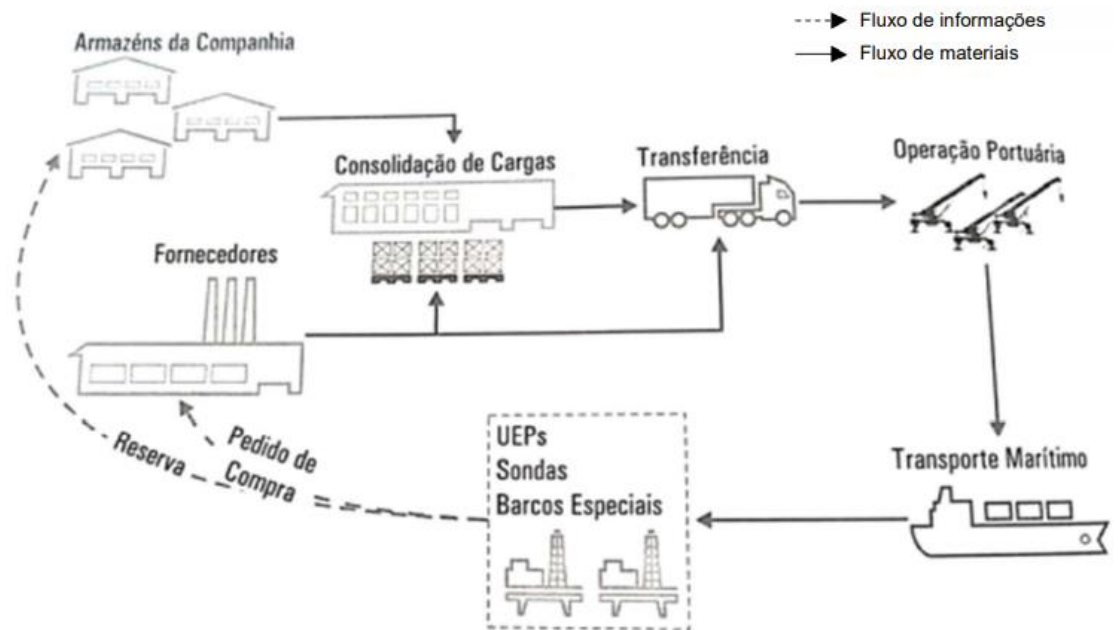 Fluxo de informações
Fluxo de materiais
Armazéns da Companhia
Consolidação de Cargas
Transferência
Operação Portuária
Fornecedores
Reserva
Pedido de
Compra
UEPs
Sondas
Barcos Especiais
Transporte Marítimo